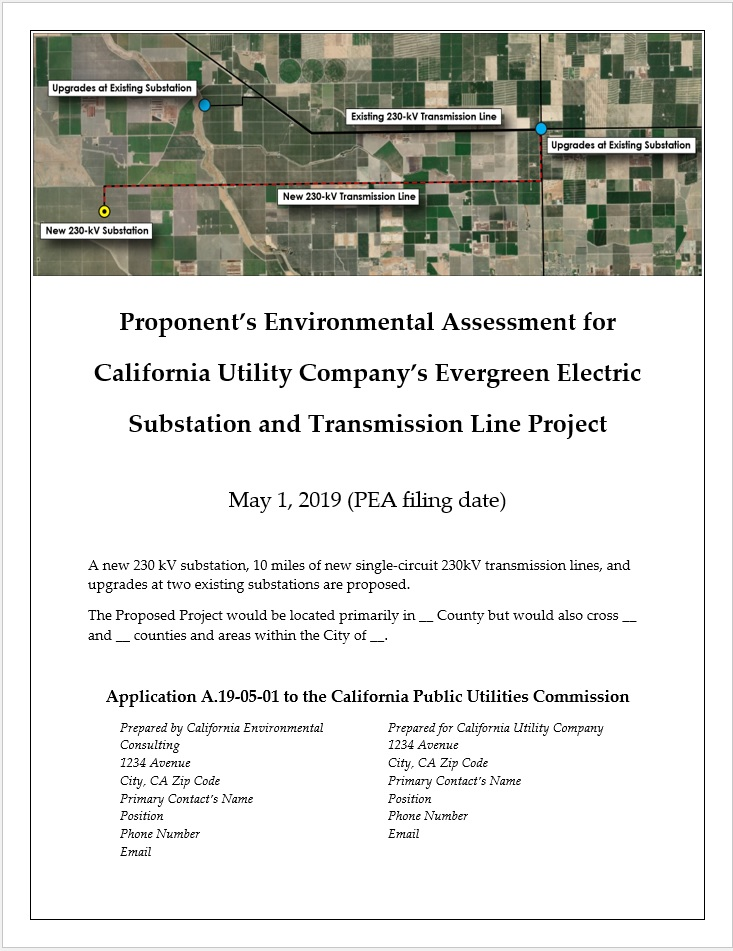 Upgrades at Existing Substation
Existing 230-kV Transmission Line
Upgrades at Existing Substation
New 230-kV Transmission Line
New 230-kV Substation
Proponent’s Environmental Assessment for
California Utility Company’s Evergreen Electric
Substation and Transmission Line Project
May 1, 2019 (PEA filing date)
A new 230 kV substation, 10 miles of new single-circuit 230kV transmission lines, and
upgrades at two existing substations are proposed.
The Proposed Project would be located primarily in __ County but would also cross __
and __ counties and areas within the City of __.
Application A.19-05-01 to the California Public Utilities Commission
Prepared by California Environmental
Consulting
1234 Avenue
City, CA Zip Code
Primary Contact’s Name
Position
Phone Number
Email
Prepared for California Utility Company
1234 Avenue
City, CA Zip Code
Primary Contact’s Name
Position
Phone Number
Email